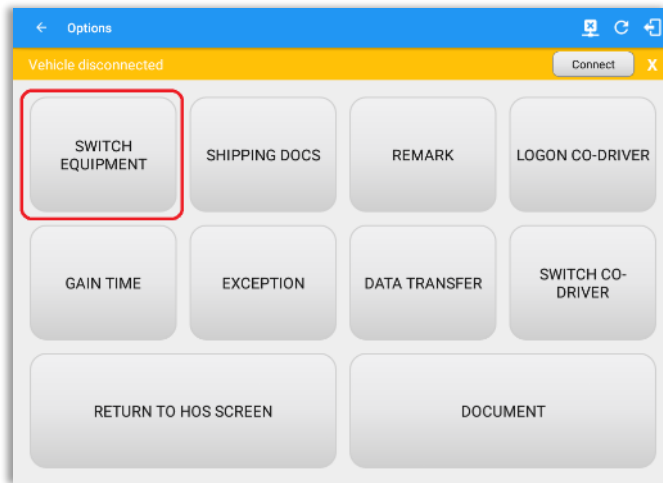 Options
Vehicle disconnected
Connect
X
SWITCH
EQUIPMENT
SHIPPING DOCS
REMARK
LOGON CO-DRIVER
GAIN TIME
EXCEPTION
DATA TRANSFER
SWITCH CO-
DRIVER
RETURN TO HOS SCREEN
DOCUMENT